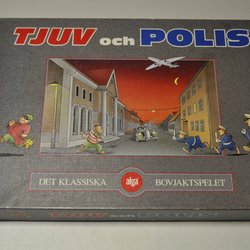 TJUV och POLIS
DET KLASSISKA alga BOVJAKTSPELET